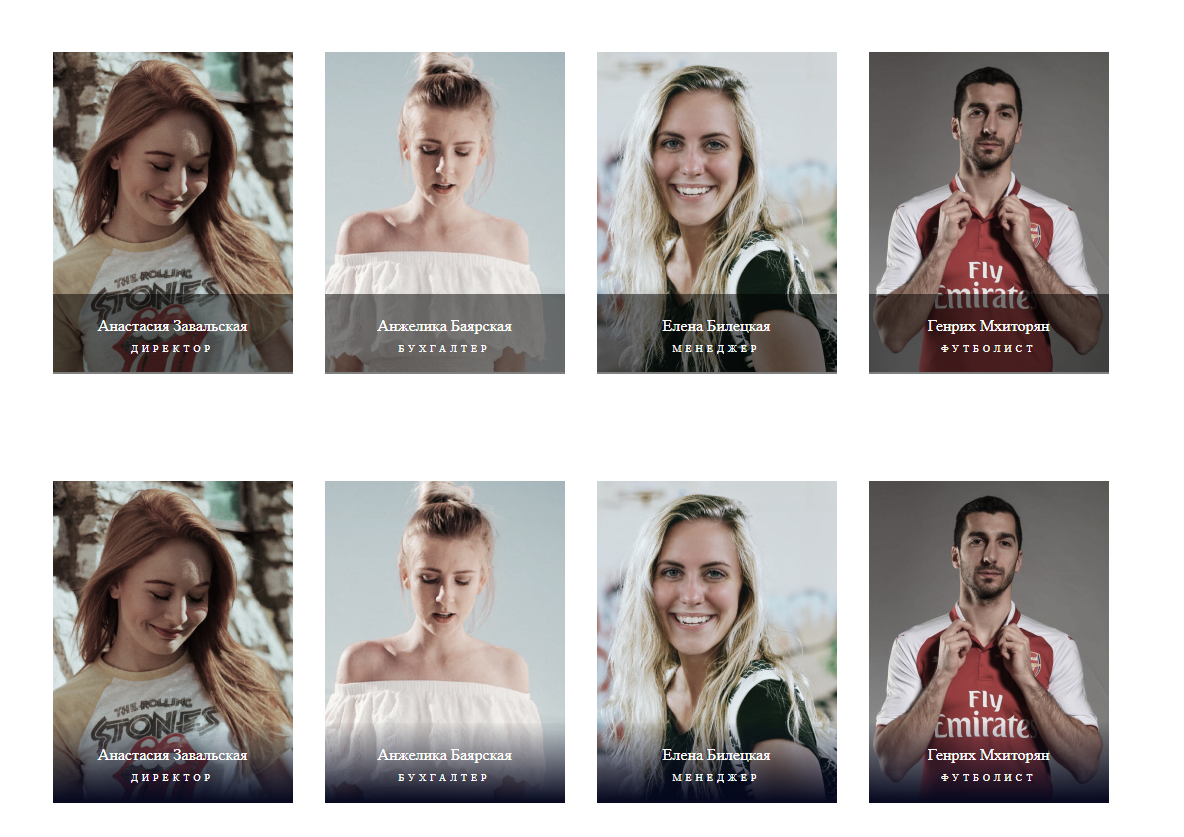 THE ROLLING
STONES
Fly
Emirates
Анастасия Завальская
ДИРЕКТОР
Анжелика Баярская
БУХГАЛТЕР
Елена Билецкая
МЕНЕДЖЕР
Генрих Мхиторян
ФУТБОЛИСТ
THE ROLLING
STONES
Fly
Emirates
Анастасия Завальская
ДИРЕКТОР
Анжелика Баярская
БУХГАЛТЕР
Елена Билецкая
МЕНЕДЖЕР
Генрих Мхиторян
ФУТБОЛИСТ